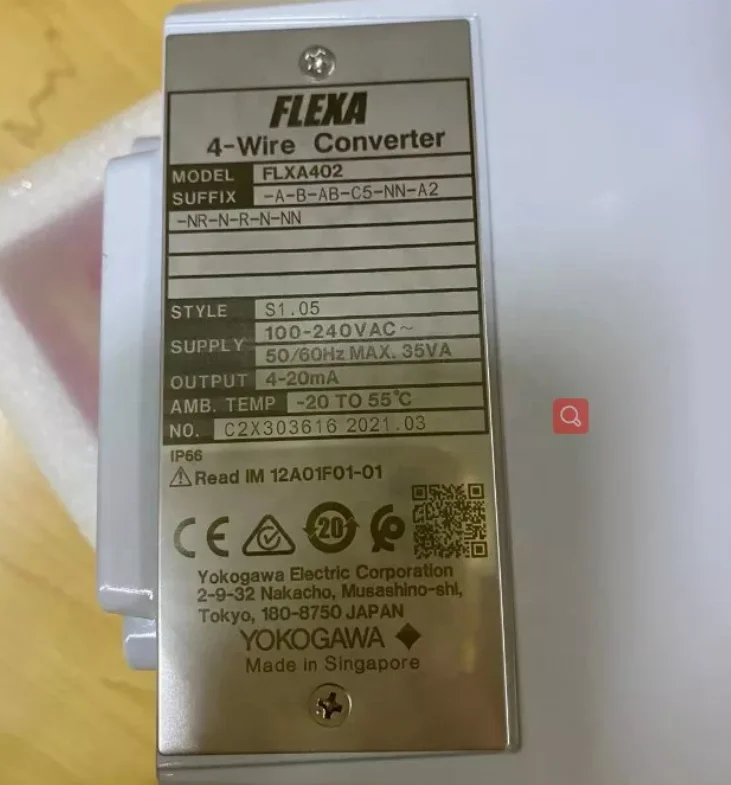 FLEXA
4-Wire Converter
MODEL FLXA402
SUFFIX -A-B-AB-C5-NN-A2
-NR-N-R-N-NN
STYLE S1.05
SUPPLY 100-240VAC~
50/60Hz MAX. 35VA
OUTPUT 4-20mA
AMB. TEMP -20 TO 55℃
NO. C2X303616 2021.03
IP66
Read IM 12A01F01-01
CE
20
Yokogawa Electric Corporation
2-9-32 Nakacho, Musashino-shi,
Tokyo, 180-8750 JAPAN
YOKOGAWA
Made in Singapore